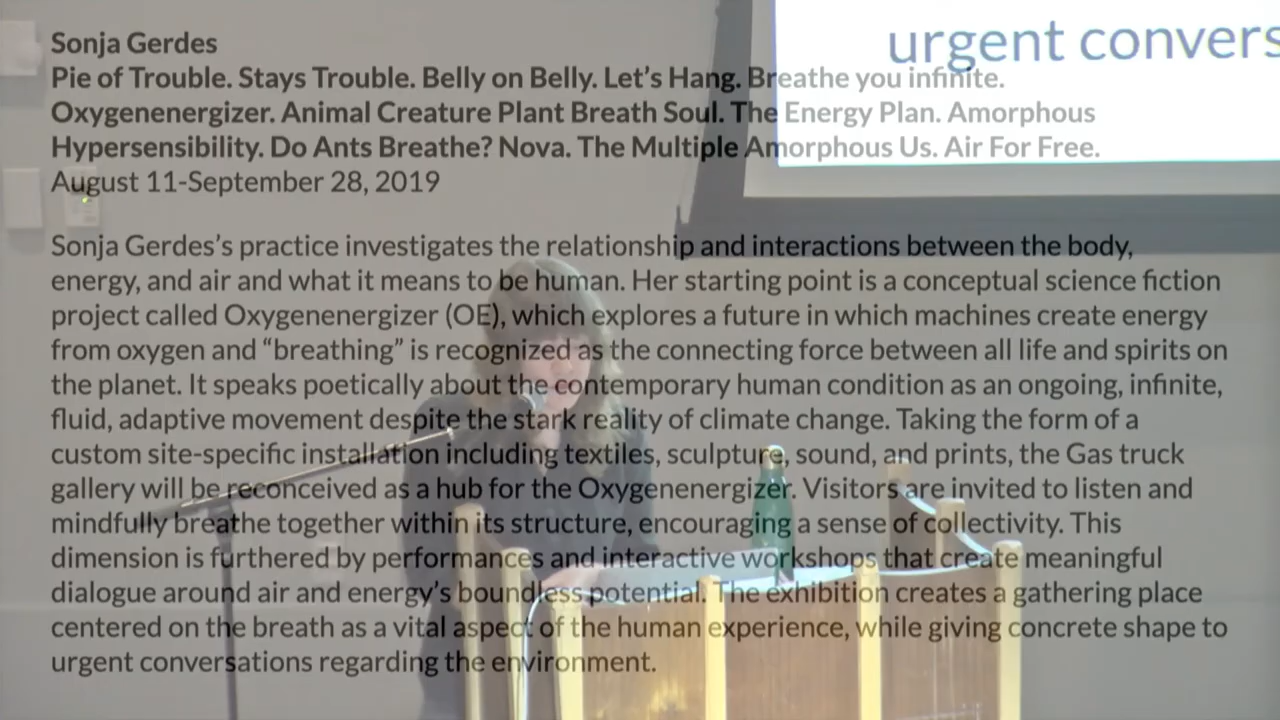 urgent convers
Sonja Gerdes
Pie of Trouble. Stays Trouble. Belly on Belly. Let’s Hang. Breathe you infinite.
Oxygenenergizer. Animal Creature Plant Breath Soul. The Energy Plan. Amorphous
Hypersensibility. Do Ants Breathe? Nova. The Multiple Amorphous Us. Air For Free.
August 11-September 28, 2019
Sonja Gerdes’s practice investigates the relationship and interactions between the body,
energy, and air and what it means to be human. Her starting point is a conceptual science fiction
project called Oxygenenergizer (OE), which explores a future in which machines create energy
from oxygen and “breathing” is recognized as the connecting force between all life and spirits on
the planet. It speaks poetically about the contemporary human condition as an ongoing, infinite,
fluid, adaptive movement despite the stark reality of climate change. Taking the form of a
custom site-specific installation including textiles, sculpture, sound, and prints, the Gas truck
gallery will be reconceived as a hub for the Oxygenenergizer. Visitors are invited to listen and
mindfully breathe together within its structure, encouraging a sense of collectivity. This
dimension is furthered by performances and interactive workshops that create meaningful
dialogue around air and energy’s boundless potential. The exhibition creates a gathering place
centered on the breath as a vital aspect of the human experience, while giving concrete shape to
urgent conversations regarding the environment.